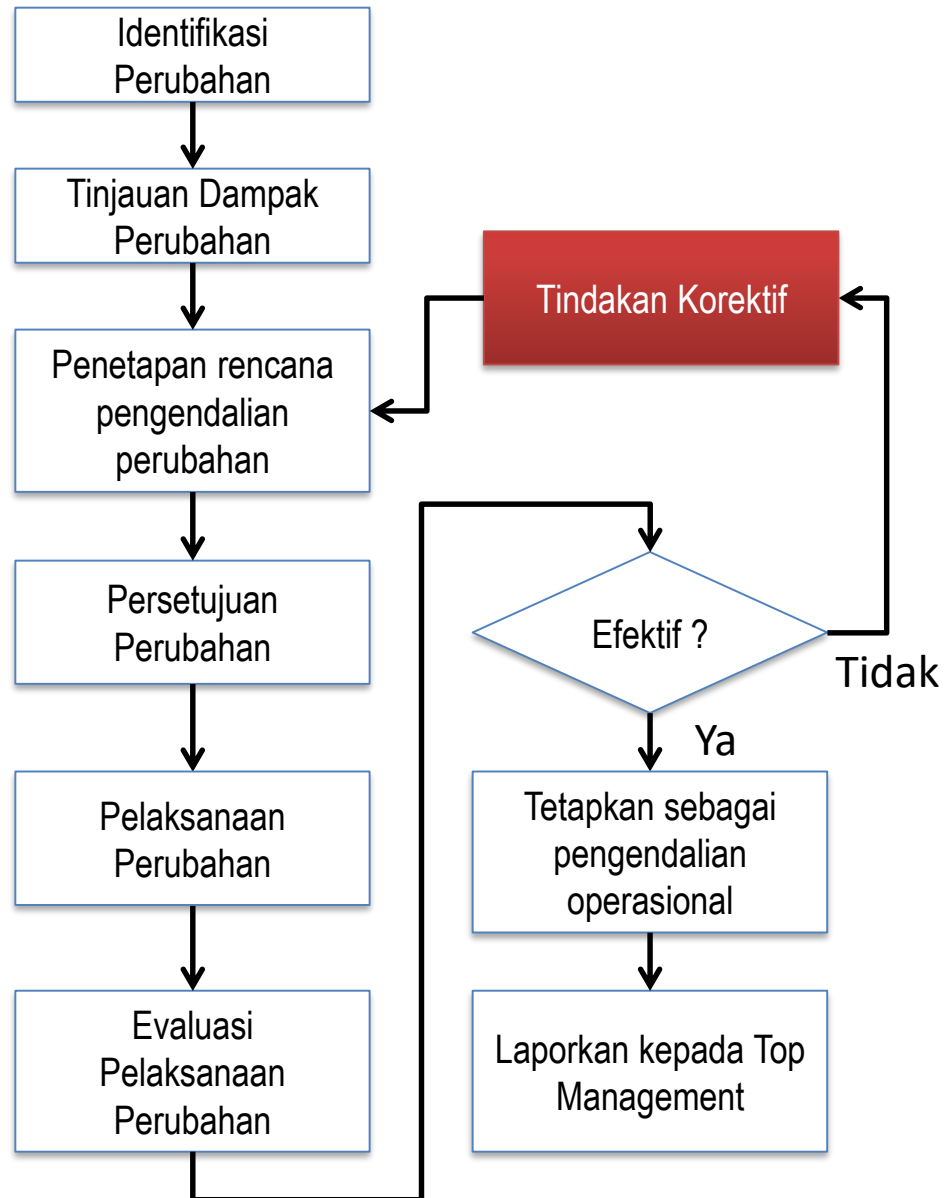 Identifikasi
Perubahan
Tinjauan Dampak
Perubahan
Penetapan rencana
pengendalian
perubahan
Persetujuan
Perubahan
Pelaksanaan
Perubahan
Evaluasi
Pelaksanaan
Perubahan
Efektif ?
Tidak
Tindakan Korektif
Ya
Tetapkan sebagai
pengendalian
operasional
Laporkan kepada Top
Management